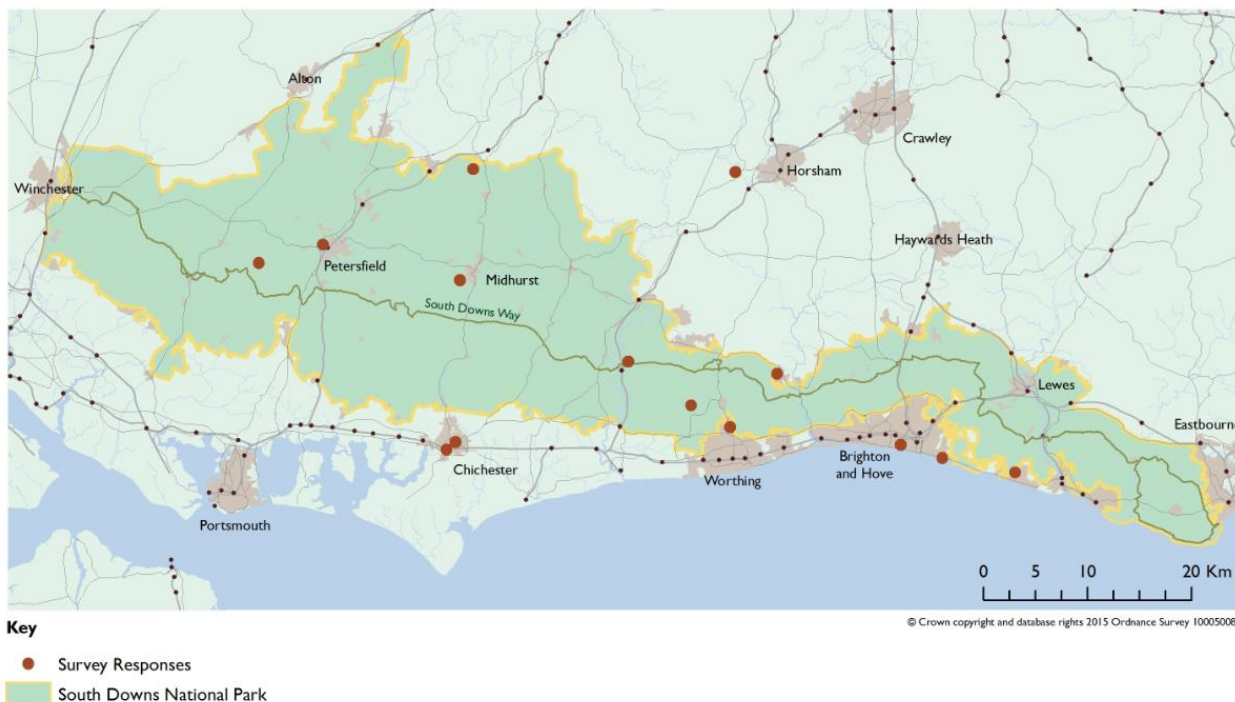 Alton
Crawley
Winchester
Horsham
Haywards Heath
Petersfield
Midhurst
South Downs Way
Lewes
Eastbourne
Chichester
Brighton
and Hove
Worthing
Portsmouth
0 5 10 20 Km
© Crown copyright and database rights 2015 Ordnance Survey 10005008
Key
Survey Responses
South Downs National Park